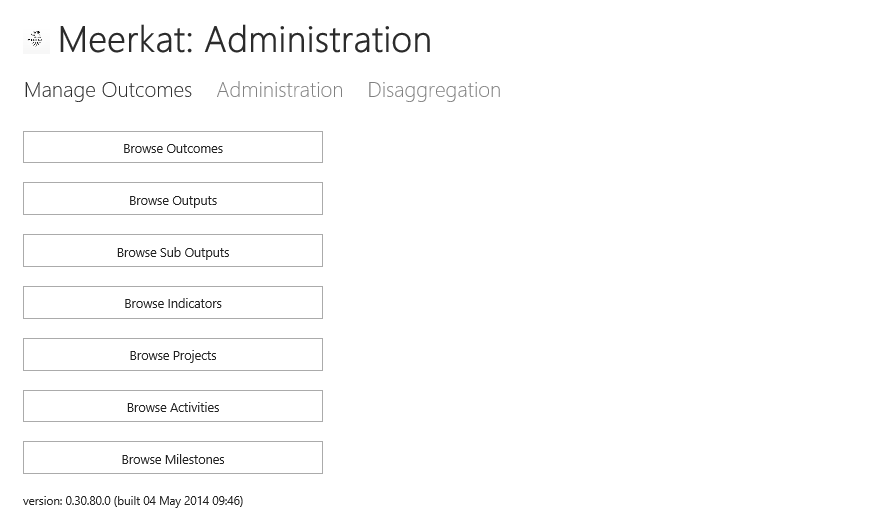 Meerkat: Administration
Manage Outcomes Administration Disaggregation
Browse Outcomes
Browse Outputs
Browse Sub Outputs
Browse Indicators
Browse Projects
Browse Activities
Browse Milestones
version: 0.30.80.0 (built 04 May 2014 09:46)